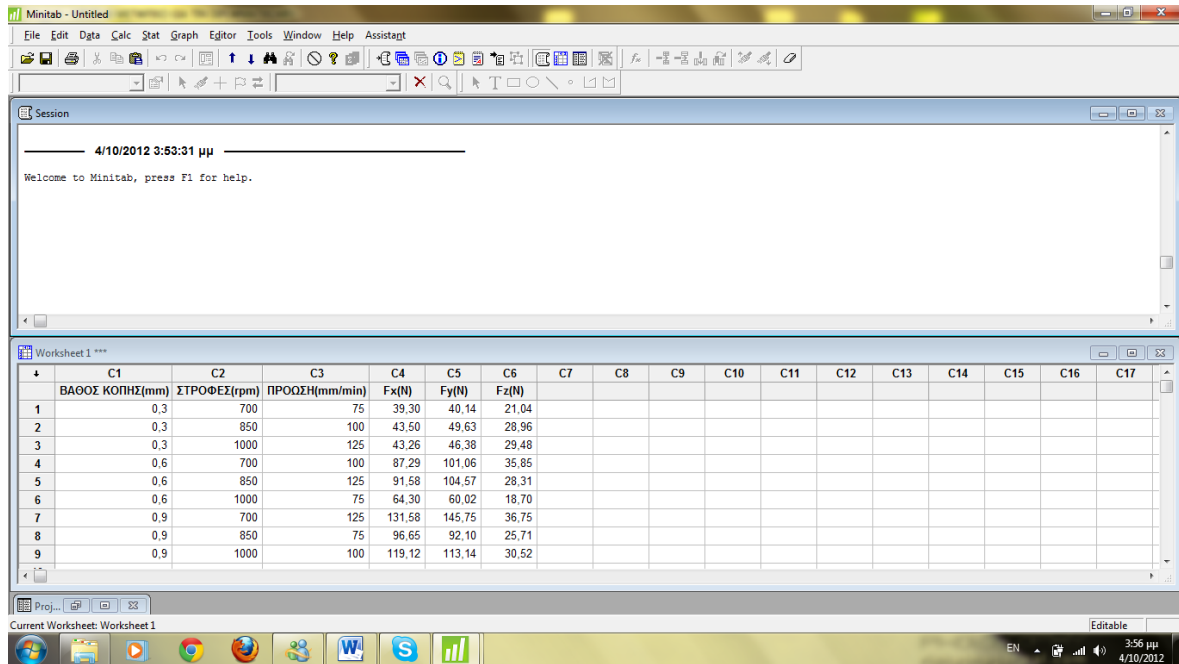 Minitab - Untitled
File Edit Data Calc Stat Graph Editor Tools Window Help Assistant
Session
4/10/2012 3:53:31 μμ
Welcome to Minitab, press F1 for help.
Worksheet 1 ***
C1 C2 C3 C4 C5 C6 C7 C8 C9 C10 C11 C12 C13 C14 C15 C16 C17
ΒΑΘΟΣ ΚΟΠΗΣ(mm) ΣΤΡΟΦΕΣ(rpm) ΠΡΟΩΣΗ(mm/min) Fx(N) Fy(N) Fz(N)
1 0,3 700 75 39,30 40,14 21,04
2 0,3 850 100 43,50 49,63 28,96
3 0,3 1000 125 43,26 46,38 29,48
4 0,6 700 100 87,29 101,06 35,85
5 0,6 850 125 91,58 104,57 28,31
6 0,6 1000 75 64,30 60,02 18,70
7 0,9 700 125 131,58 145,75 36,75
8 0,9 850 75 96,65 92,10 25,71
9 0,9 1000 100 119,12 113,14 30,52
Proj...
Current Worksheet: Worksheet 1
Editable
EN
3:56 μμ
4/10/2012